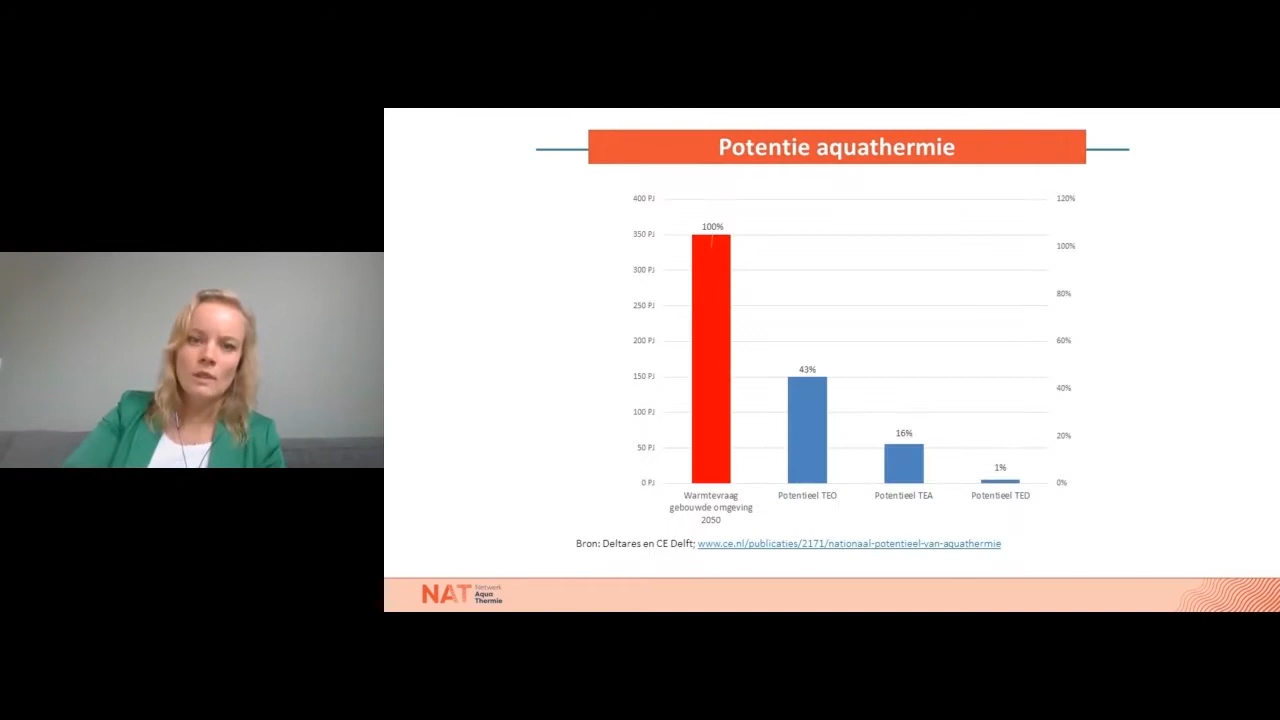 Potentie aquathermie
400 PJ
350 PJ
300 PJ
250 PJ
200 PJ
150 PJ
100 PJ
50 PJ
0 PJ
120%
100%
80%
60%
40%
20%
0%
100%
43%
16%
1%
Warmtevraag
gebouwde omgeving
2050
Potentieel TEO
Potentieel TEA
Potentieel TED
Bron: Deltares en CE Delft; www.ce.nl/publicaties/2171/nationaal-potentieel-van-aquathermie
NAT
Netwerk
Aqua
Thermie